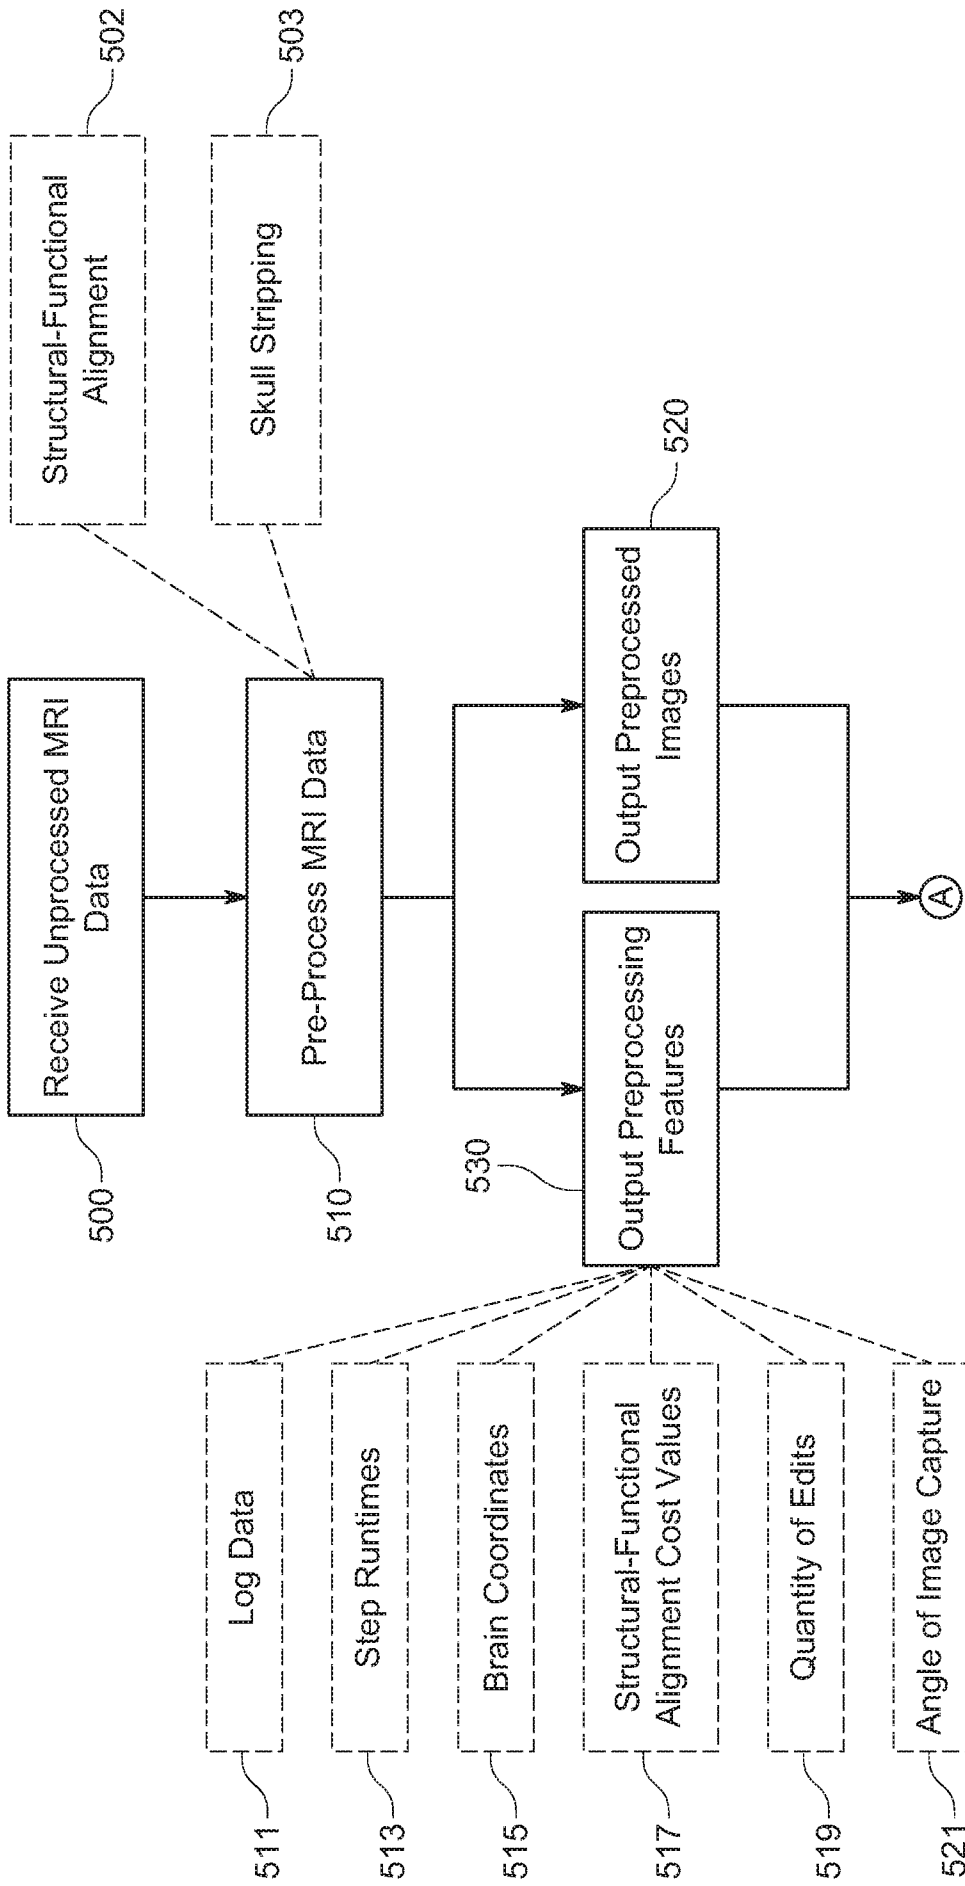 Receive Unprocessed MRI
Data
500
Structural-Functional
Alignment
502
Skull Stripping
503
Pre-Process MRI Data
510
Output Preprocessing
Features
530
Output Preprocessed
Images
520
Log Data
511
Step Runtimes
513
Brain Coordinates
515
Structural-Functional
Alignment Cost Values
517
Quantity of Edits
519
Angle of Image Capture
521
A